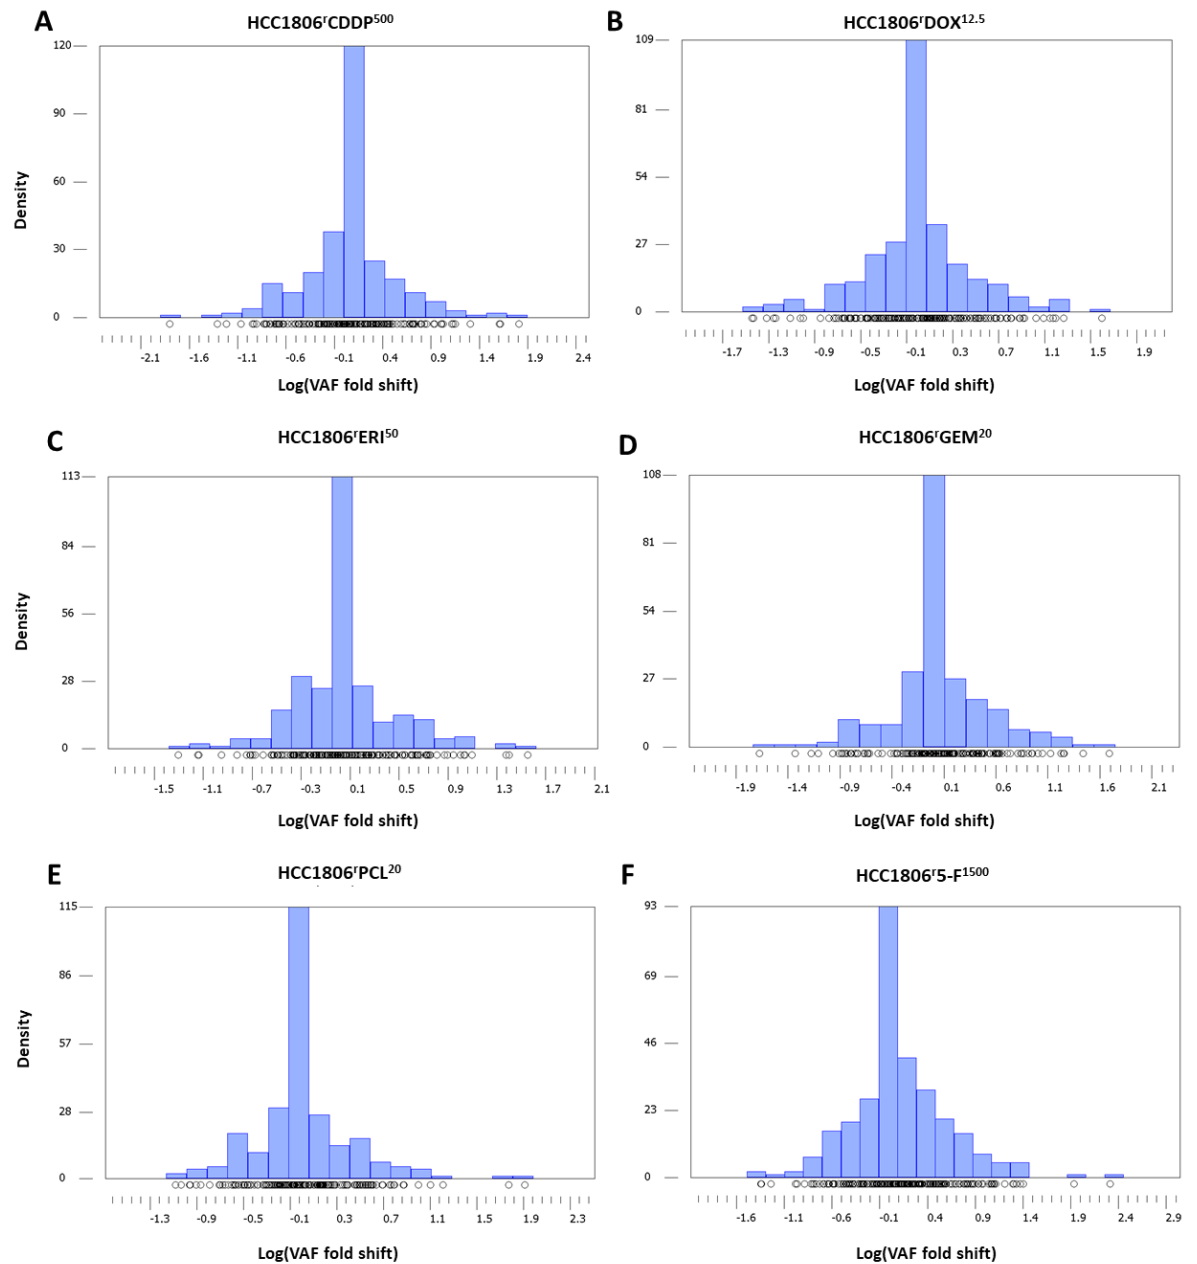 A
HCC1806ʳCDDP⁵⁰⁰
120
90
60
30
0
Density
-2.1 -1.6 -1.1 -0.6 -0.1 0.4 0.9 1.4 1.9 2.4
Log(VAF fold shift)
B
HCC1806ʳDOX¹²·⁵
109
81
54
27
0
-1.7 -1.3 -0.9 -0.5 -0.1 0.3 0.7 1.1 1.5 1.9
Log(VAF fold shift)
C
HCC1806ʳERI⁵⁰
113
84
56
28
0
Density
-1.5 -1.1 -0.7 -0.3 0.1 0.5 0.9 1.3 1.7 2.1
Log(VAF fold shift)
D
HCC1806ʳGEM²⁰
108
81
54
27
0
-1.9 -1.4 -0.9 -0.4 0.1 0.6 1.1 1.6 2.1
Log(VAF fold shift)
E
HCC1806ʳPCL²⁰
115
86
57
28
0
Density
-1.3 -0.9 -0.5 -0.1 0.3 0.7 1.1 1.5 1.9 2.3
Log(VAF fold shift)
F
HCC1806ʳ5-F¹⁵⁰⁰
93
69
46
23
0
-1.6 -1.1 -0.6 -0.1 0.4 0.9 1.4 1.9 2.4 2.9
Log(VAF fold shift)